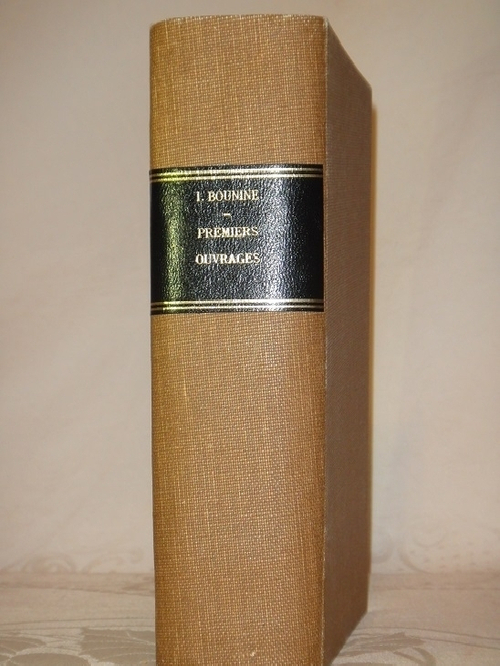 I. BOUNINE
–
PREMIERS
OUVRAGES